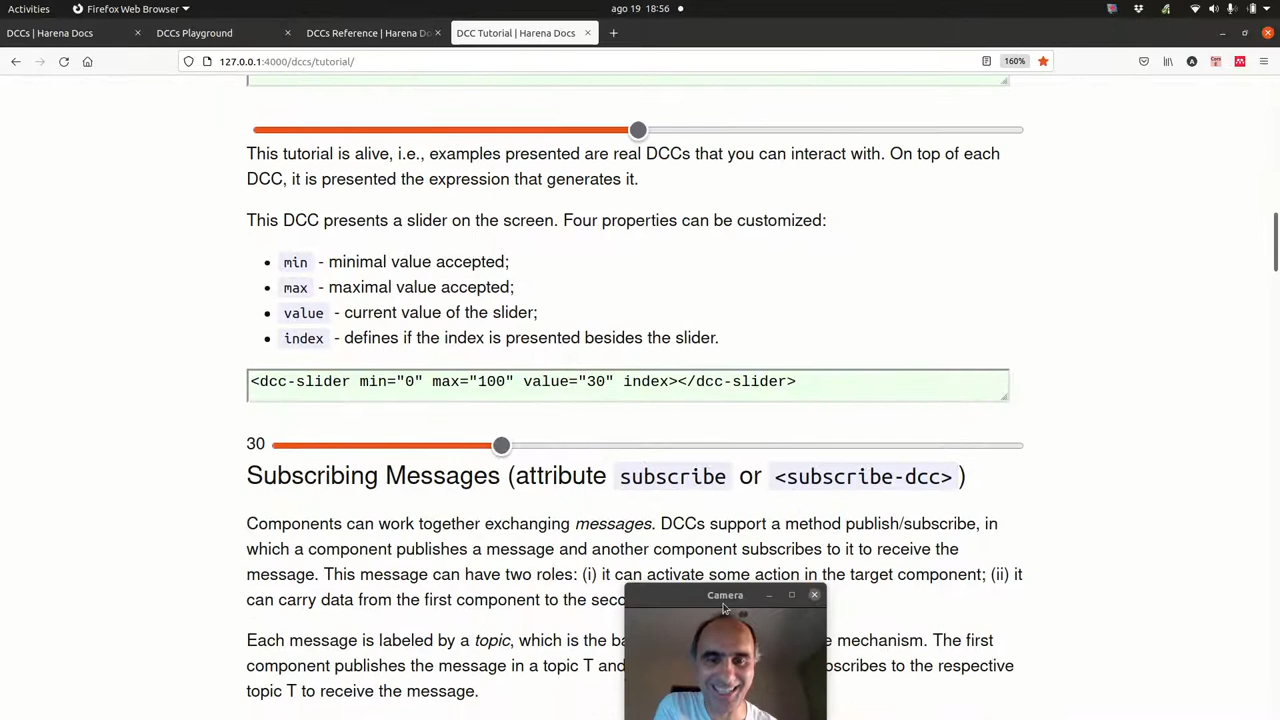 Activities
Firefox Web Browser
ago 19 18:56
DCCs | Harena Docs
DCCs Playground
DCCs Reference | Harena Do
DCC Tutorial | Harena Docs
127.0.0.1:4000/dccs/tutorial/
160%
This tutorial is alive, i.e., examples presented are real DCCs that you can interact with. On top of each
DCC, it is presented the expression that generates it.
This DCC presents a slider on the screen. Four properties can be customized:
min - minimal value accepted;
max - maximal value accepted;
value - current value of the slider;
index - defines if the index is presented besides the slider.
<dcc-slider min="0" max="100" value="30" index></dcc-slider>
30
Subscribing Messages (attribute subscribe or <subscribe-dcc>)
Components can work together exchanging messages. DCCs support a method publish/subscribe, in
which a component publishes a message and another component subscribes to it to receive the
message. This message can have two roles: (i) it can activate some action in the target component; (ii) it
can carry data from the first component to the seco
Camera
Each message is labeled by a topic, which is the ba e mechanism. The first
component publishes the message in a topic T and scribes to the respective
topic T to receive the message.